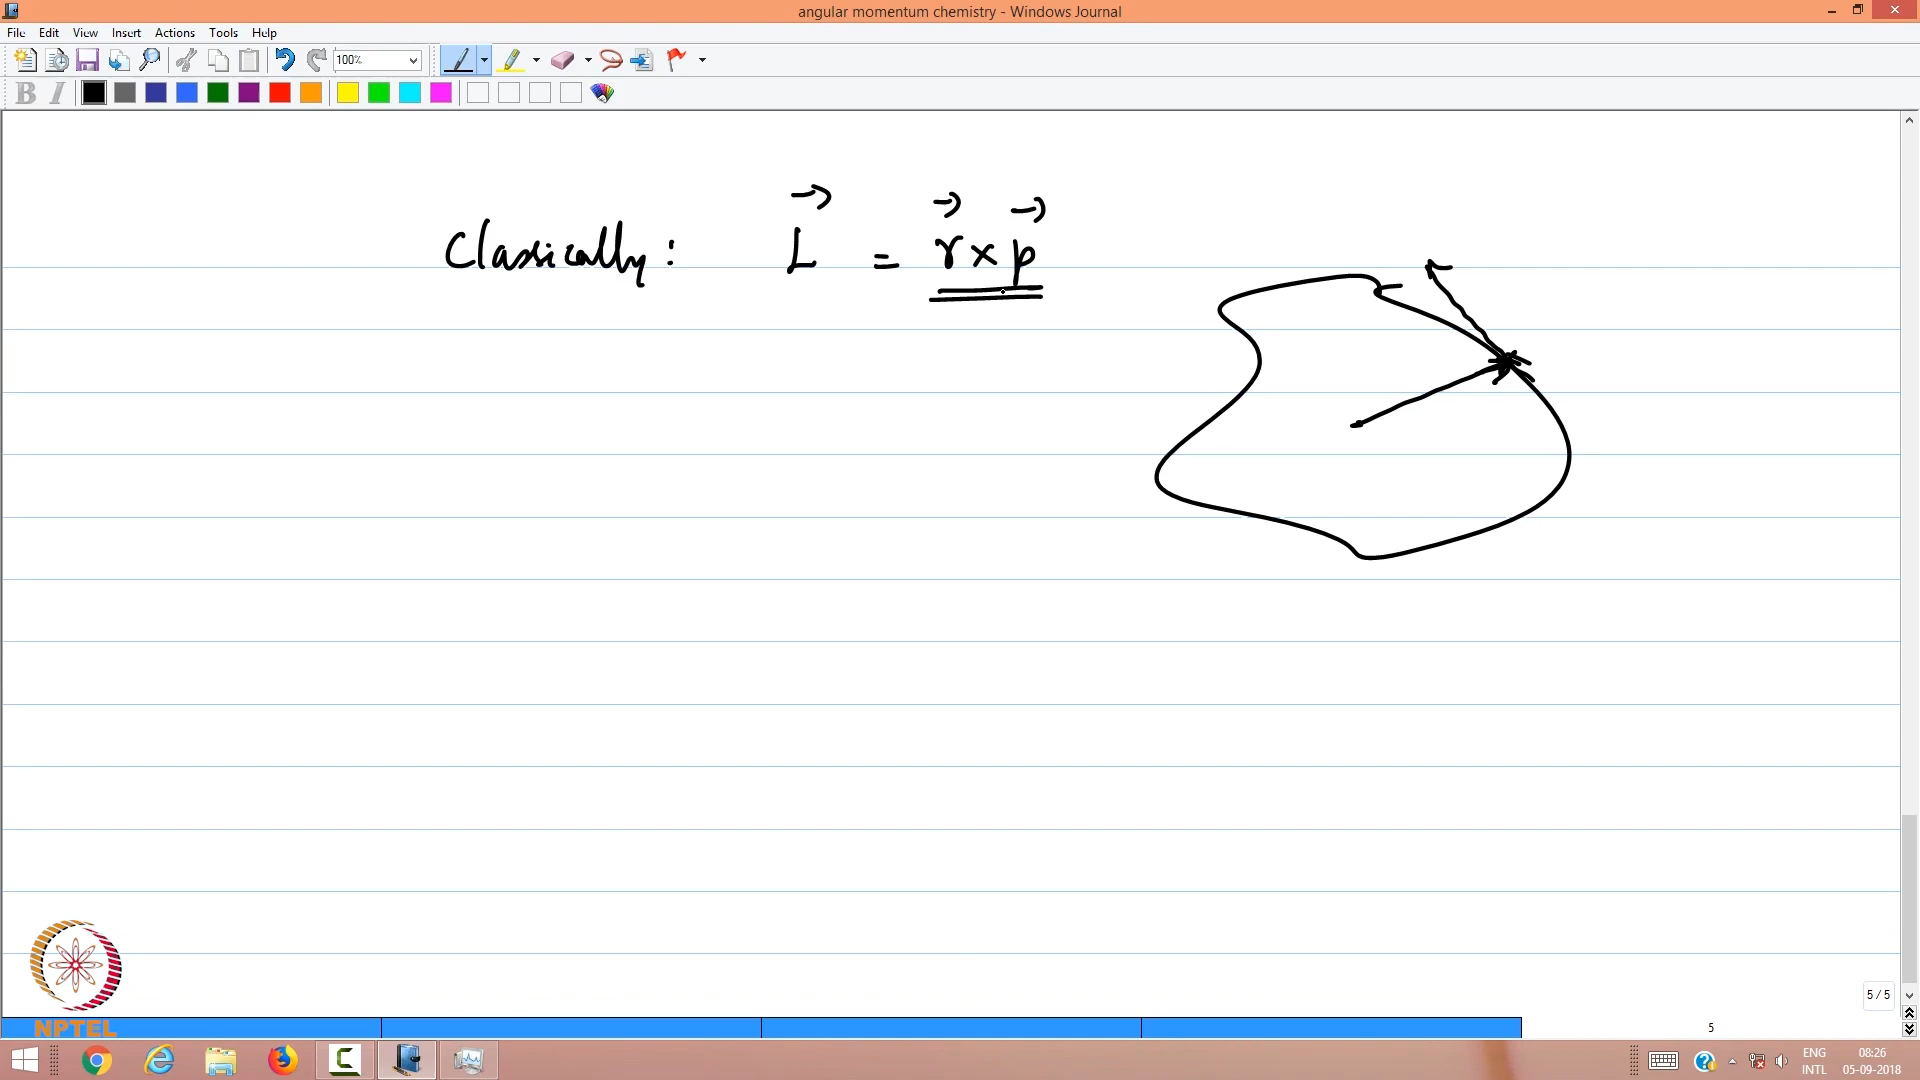 angular momentum chemistry - Windows Journal
File Edit View Insert Actions Tools Help
100%
B I
Classically : L = r x p
5 / 5
NPTEL
5
ENG 08:26
INTL 05-09-2018